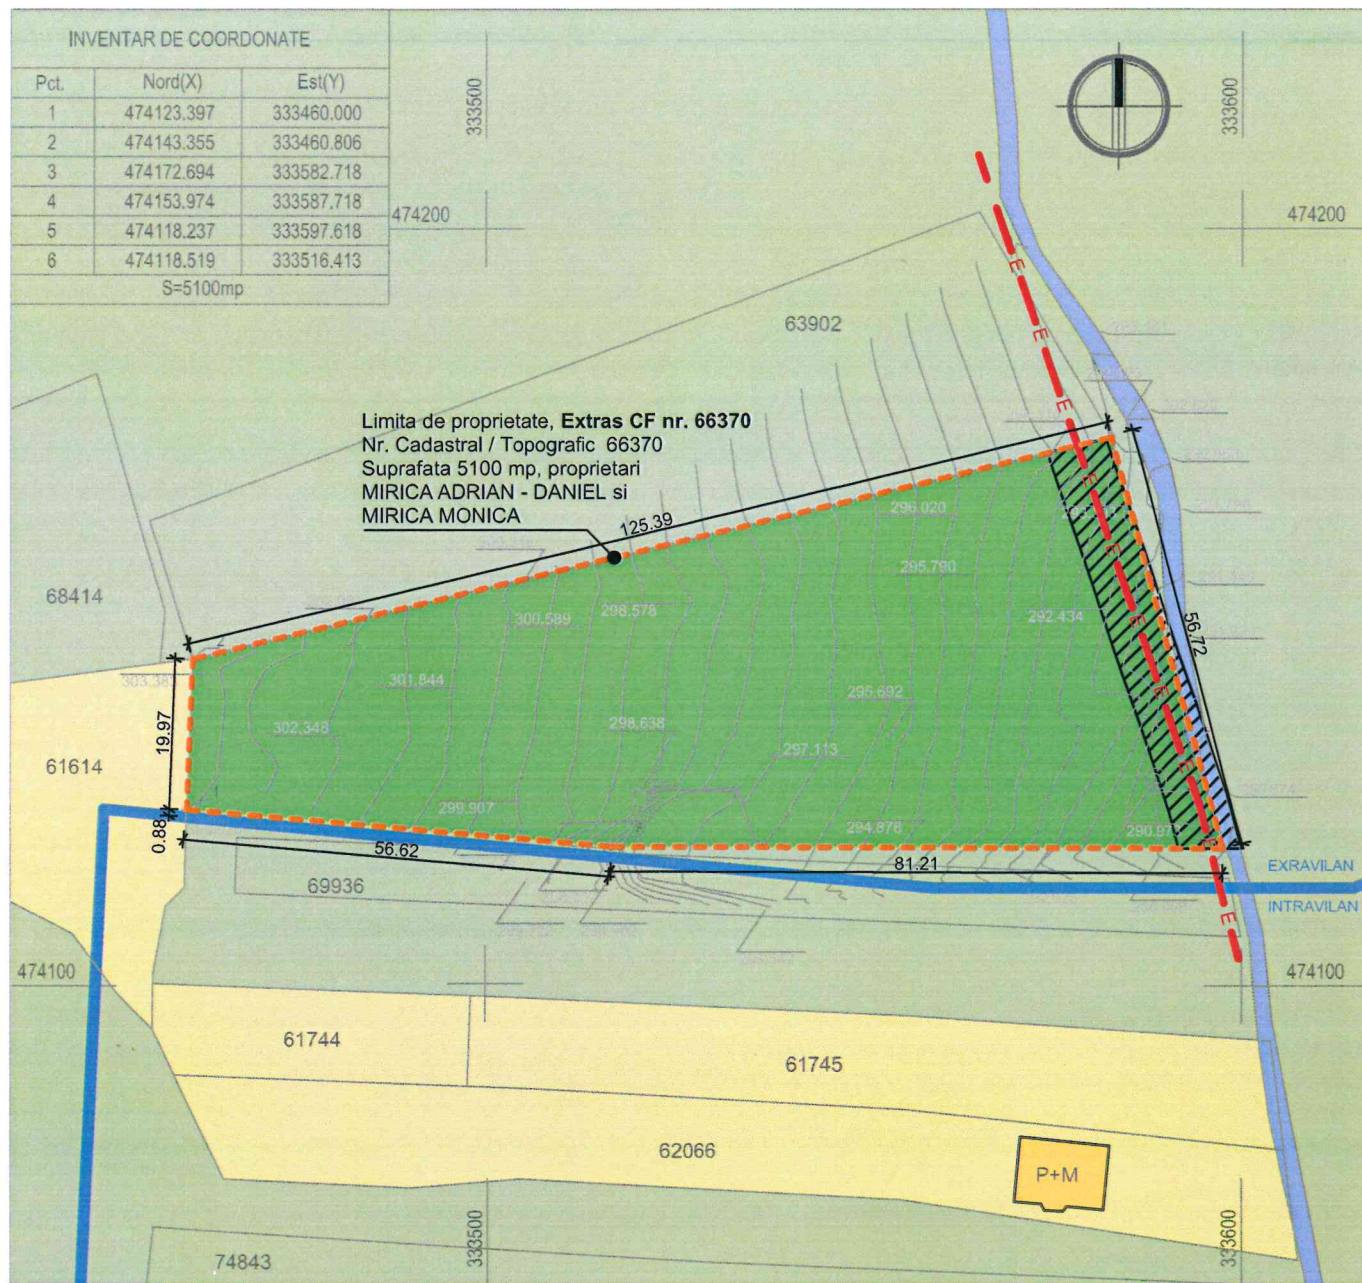 INVENTAR DE COORDONATE
Pct. Nord(X) Est(Y)
1 474123.397 333460.000
2 474143.355 333460.806
3 474172.694 333582.718
4 474153.974 333587.718
5 474118.237 333597.618
6 474118.519 333516.413
S=5100mp
333500
333600
474200
474200
63902
Limita de proprietate, Extras CF nr. 66370
Nr. Cadastral / Topografic 66370
Suprafata 5100 mp, proprietari
MIRICA ADRIAN - DANIEL si
MIRICA MONICA
125.39
296.020
295.790
68414
300.589
298.578
292.434
56.72
301.844
295.692
302.348
298.638
297.113
19.97
61614
299.907
294.876
0.88
56.62
81.21
69936
EXRAVILAN
INTRAVILAN
E
E
E
E
E
E
E
E
E
474100
474100
61744
61745
62066
P+M
333500
333600
74843